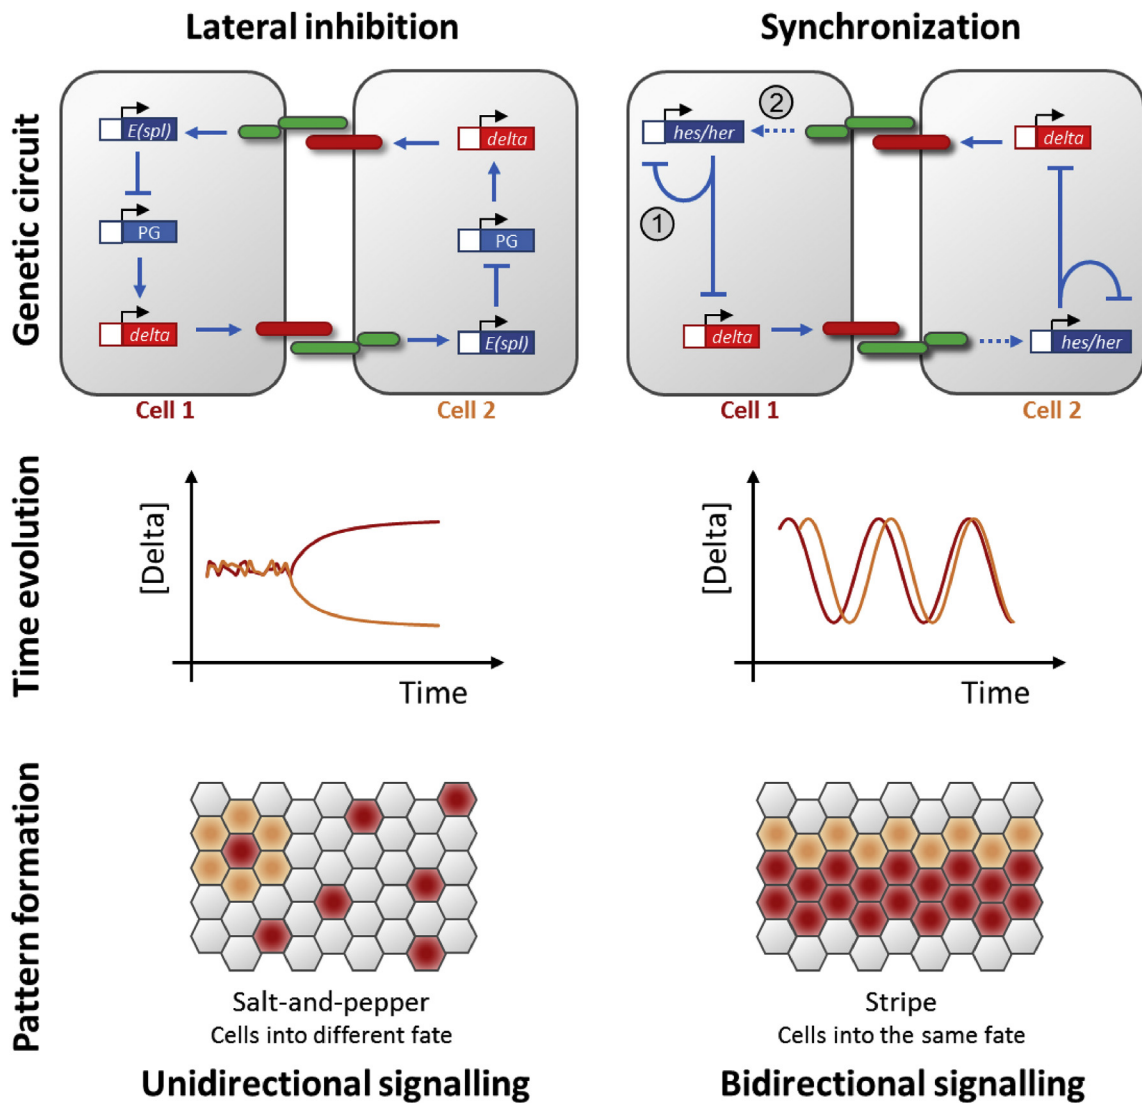 Lateral inhibition
Synchronization
Genetic circuit
E(spl)
PG
delta
delta
PG
E(spl)
Cell 1
Cell 2
hes/her
2
1
delta
delta
hes/her
Cell 1
Cell 2
Time evolution
[Delta]
Time
[Delta]
Time
Pattern formation
Salt-and-pepper
Cells into different fate
Stripe
Cells into the same fate
Unidirectional signalling
Bidirectional signalling